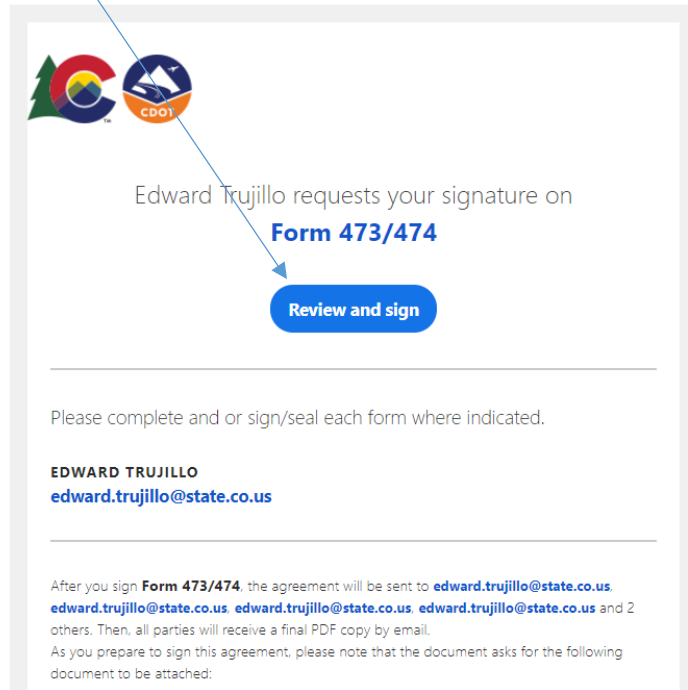 CDOT
TM
Edward Trujillo requests your signature on
Form 473/474
Review and sign
Please complete and or sign/seal each form where indicated.
EDWARD TRUJILLO
edward.trujillo@state.co.us
After you sign Form 473/474, the agreement will be sent to edward.trujillo@state.co.us,
edward.trujillo@state.co.us, edward.trujillo@state.co.us, edward.trujillo@state.co.us and 2
others. Then, all parties will receive a final PDF copy by email.
As you prepare to sign this agreement, please note that the document asks for the following
document to be attached: